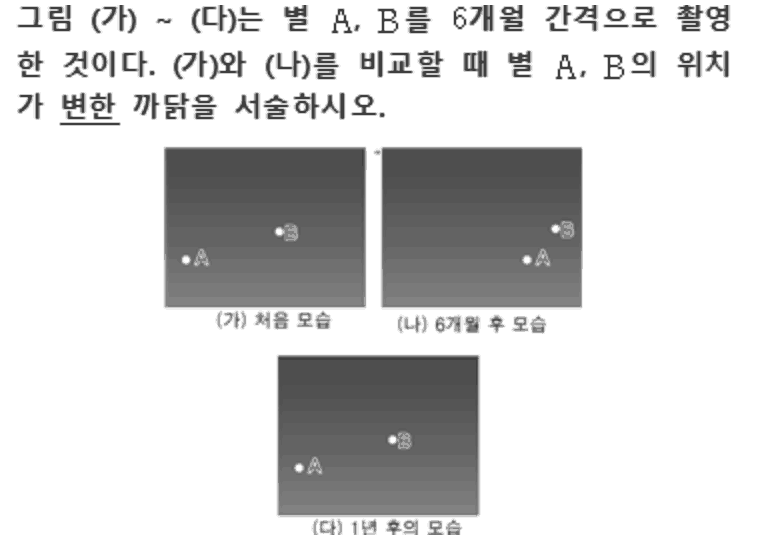 그림 (가) ~ (다)는 별 A, B를 6개월 간격으로 촬영
한 것이다. (가)와 (나)를 비교할 때 별 A, B의 위치
가 변한 까닭을 서술하시오.
B
A
B
A
(가) 처음 모습
(나) 6개월 후 모습
B
A
(다) 1년 후의 모습